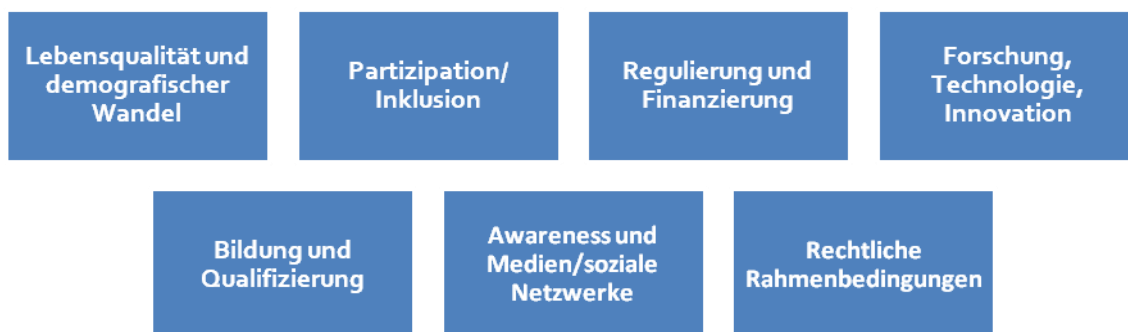 Lebensqualität und
demografischer
Wandel
Partizipation/
Inklusion
Regulierung und
Finanzierung
Forschung,
Technologie,
Innovation
Bildung und
Qualifizierung
Awareness und
Medien/soziale
Netzwerke
Rechtliche
Rahmenbedingungen